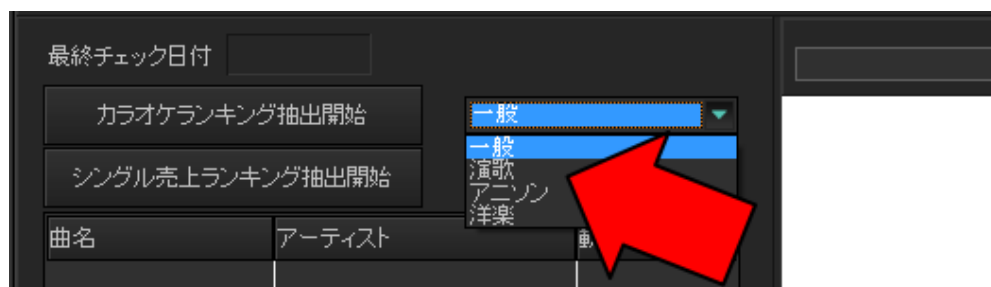 最終チェック日付
カラオケランキング抽出開始
一般
一般
演歌
アニソン
洋楽
シングル売上ランキング抽出開始
曲名 アーティスト